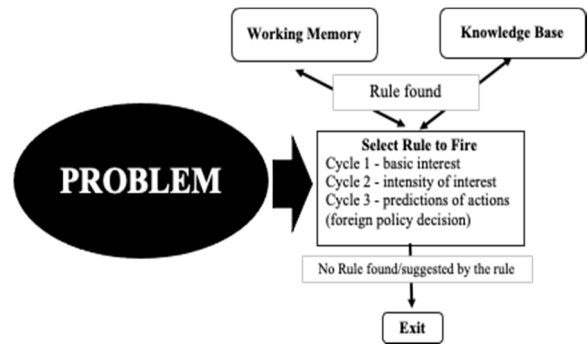 Working Memory
Knowledge Base
Rule found
PROBLEM
Select Rule to Fire
Cycle 1 - basic interest
Cycle 2 - intensity of interest
Cycle 3 - predictions of actions
(foreign policy decision)
No Rule found/suggested by the rule
Exit